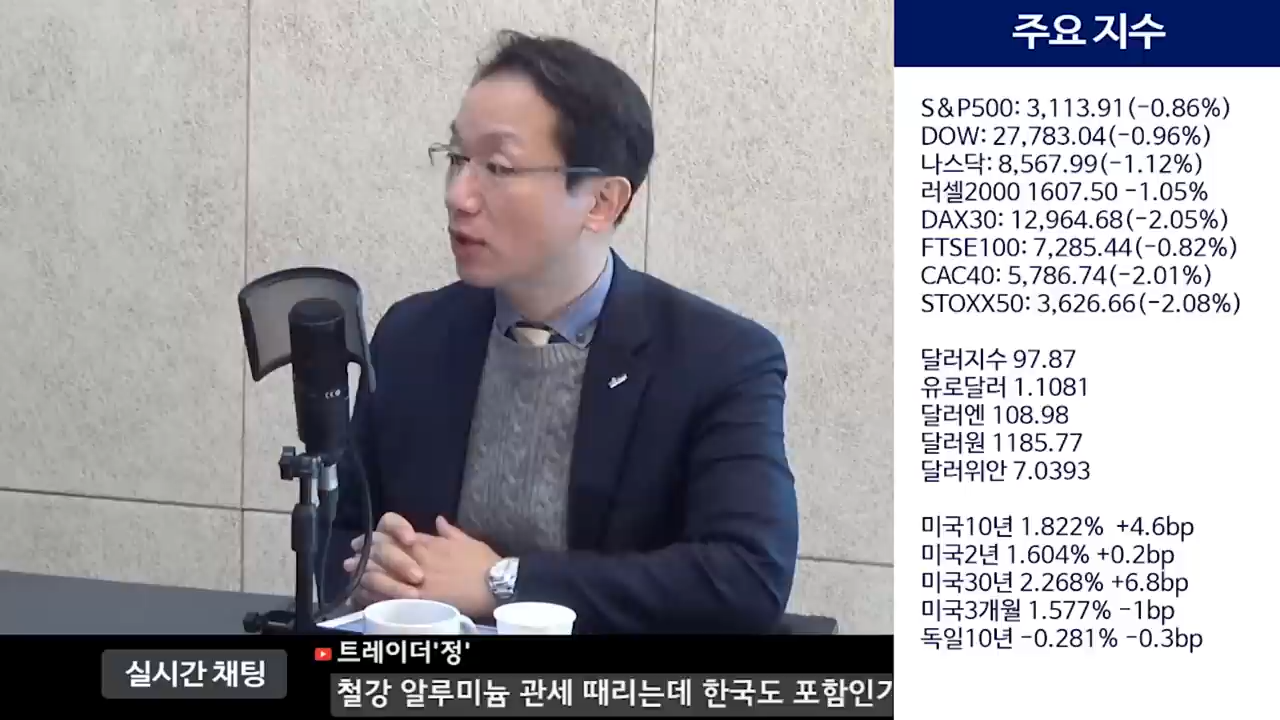 주요 지수
S&P500: 3,113.91(-0.86%)
DOW: 27,783.04(-0.96%)
나스닥: 8,567.99(-1.12%)
러셀2000 1607.50 -1.05%
DAX30: 12,964.68(-2.05%)
FTSE100: 7,285.44(-0.82%)
CAC40: 5,786.74(-2.01%)
STOXX50: 3,626.66(-2.08%)
달러지수 97.87
유로달러 1.1081
달러엔 108.98
달러원 1185.77
달러위안 7.0393
미국10년 1.822% +4.6bp
미국2년 1.604% +0.2bp
미국30년 2.268% +6.8bp
미국3개월 1.577% -1bp
독일10년 -0.281% -0.3bp
실시간 채팅
트레이더'정'
철강 알루미늄 관세 때리는데 한국도 포함인가